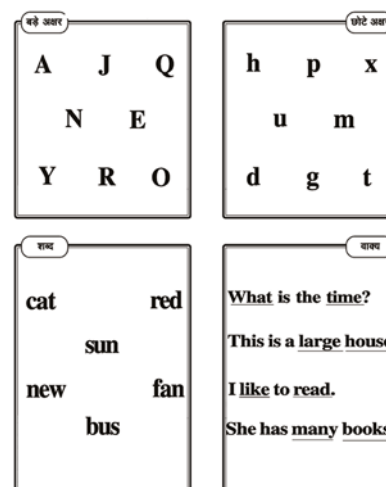 बड़े अक्षर
A J Q
N E
Y R O
छोटे अक्षर
h p x
u m
d g t
शब्द
cat red
sun
new fan
bus
वाक्य
What is the time?
This is a large house
I like to read.
She has many books